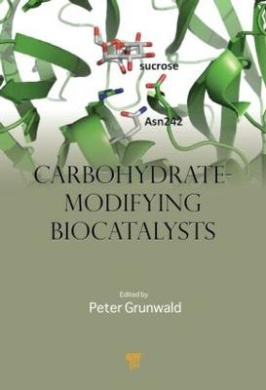 sucrose
Asn242
CARBOHYDRATE-
MODIFYING
BIOCATALYSTS
Edited by
Peter Grunwald